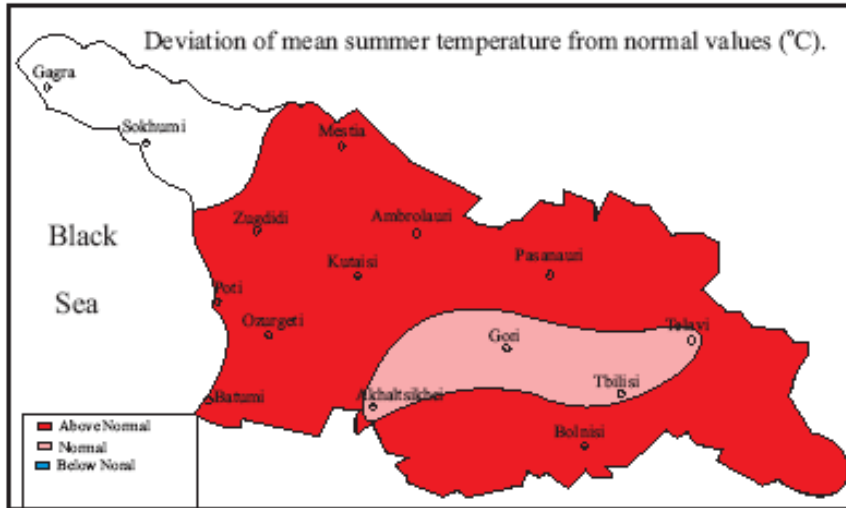 Deviation of mean summer temperature from normal values (°C).
Gagra
Sokhumi
Mestia
Zugdidi
Ambrolauri
Black
Sea
Kutaisi
Pasanauri
Poti
Ozurgeti
Gori
Telavi
Tbilisi
Batumi
Akhaltsikhei
Bolnisi
Above Normal
Normal
Below Noral